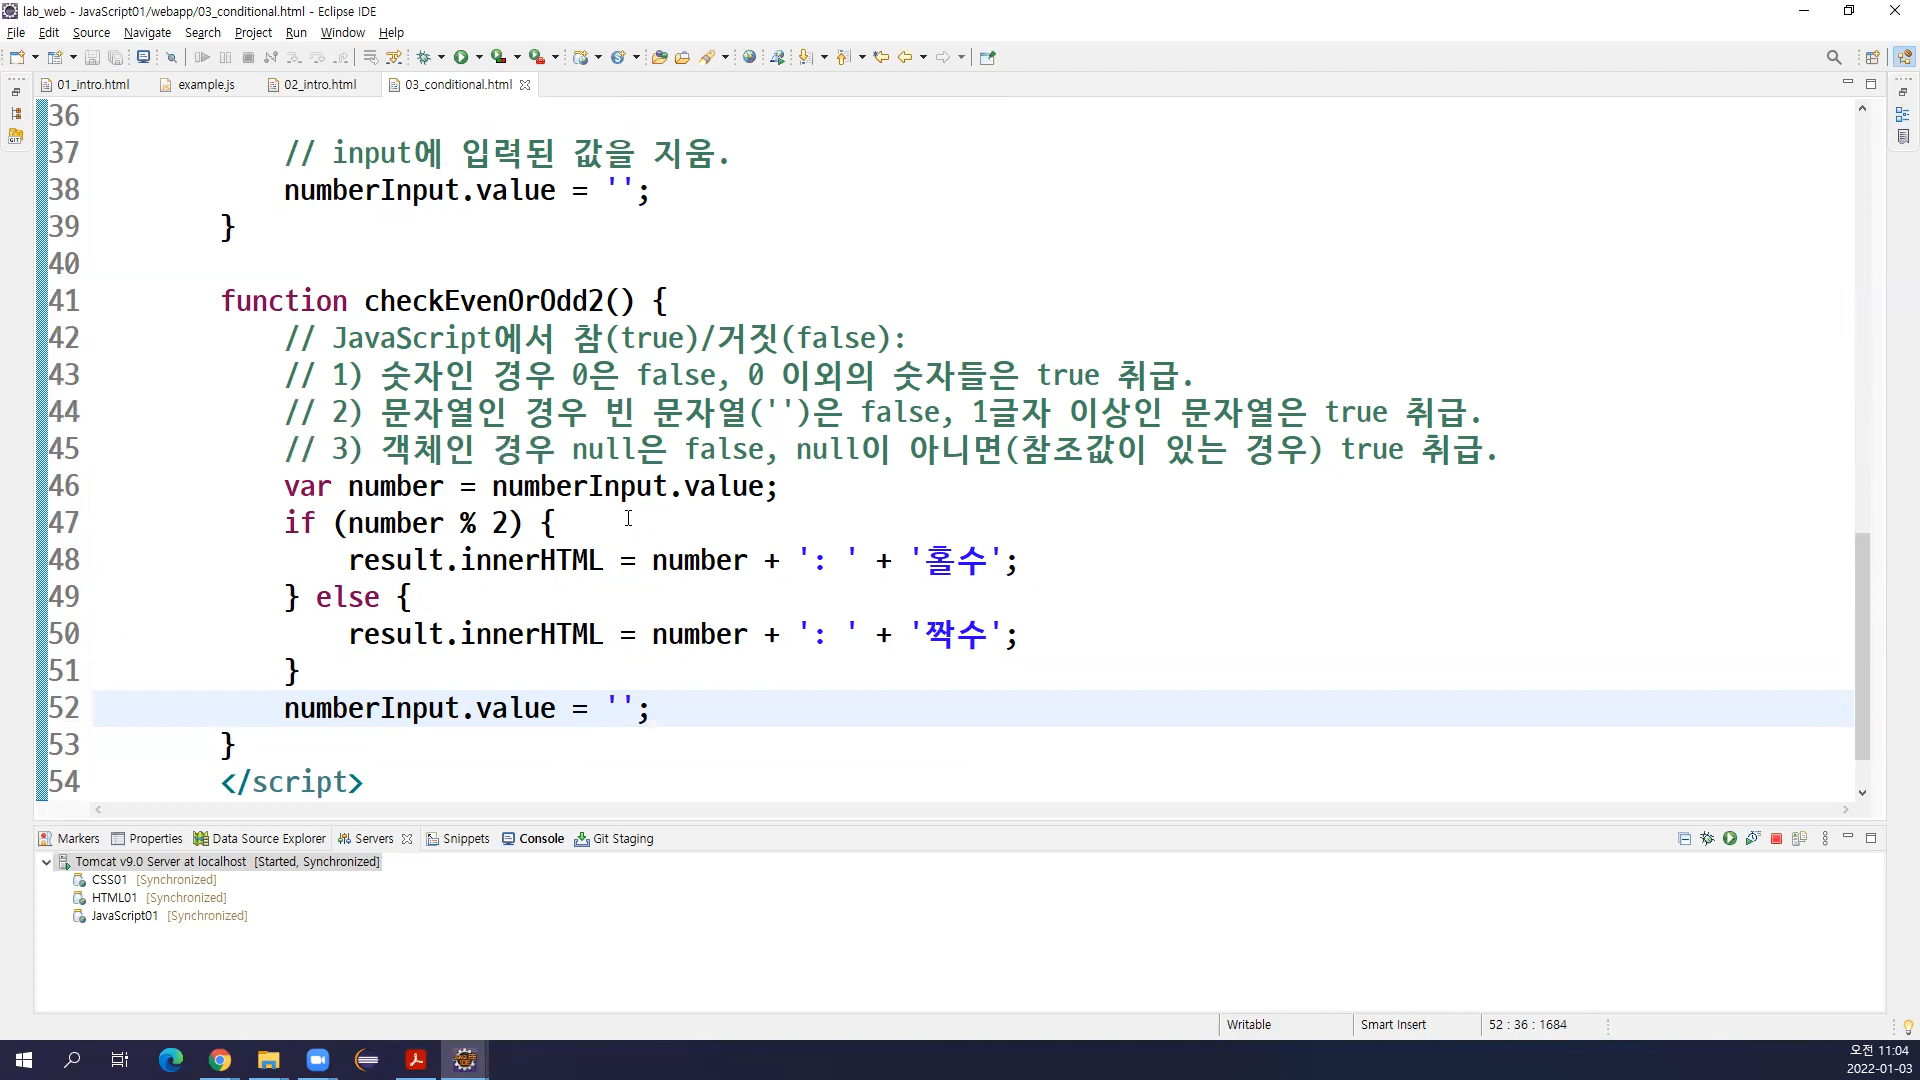 lab_web - JavaScript01/webapp/03_conditional.html - Eclipse IDE
File Edit Source Navigate Search Project Run Window Help
01_intro.html example.js 02_intro.html 03_conditional.html
36
37 // input에 입력된 값을 지움.
38 numberInput.value = '';
39 }
40
41 function checkEvenOrOdd2() {
42 // JavaScript에서 참(true)/거짓(false):
43 // 1) 숫자인 경우 0은 false, 0 이외의 숫자들은 true 취급.
44 // 2) 문자열인 경우 빈 문자열('')은 false, 1글자 이상인 문자열은 true 취급.
45 // 3) 객체인 경우 null은 false, null이 아니면(참조값이 있는 경우) true 취급.
46 var number = numberInput.value;
47 if (number % 2) {
48 result.innerHTML = number + ': ' + '홀수';
49 } else {
50 result.innerHTML = number + ': ' + '짝수';
51 }
52 numberInput.value = '';
53 }
54 </script>
Markers Properties Data Source Explorer Servers Snippets Console Git Staging
Tomcat v9.0 Server at localhost [Started, Synchronized]
CSS01 [Synchronized]
HTML01 [Synchronized]
JavaScript01 [Synchronized]
Writable Smart Insert 52 : 36 : 1684
오전 11:04
2022-01-03